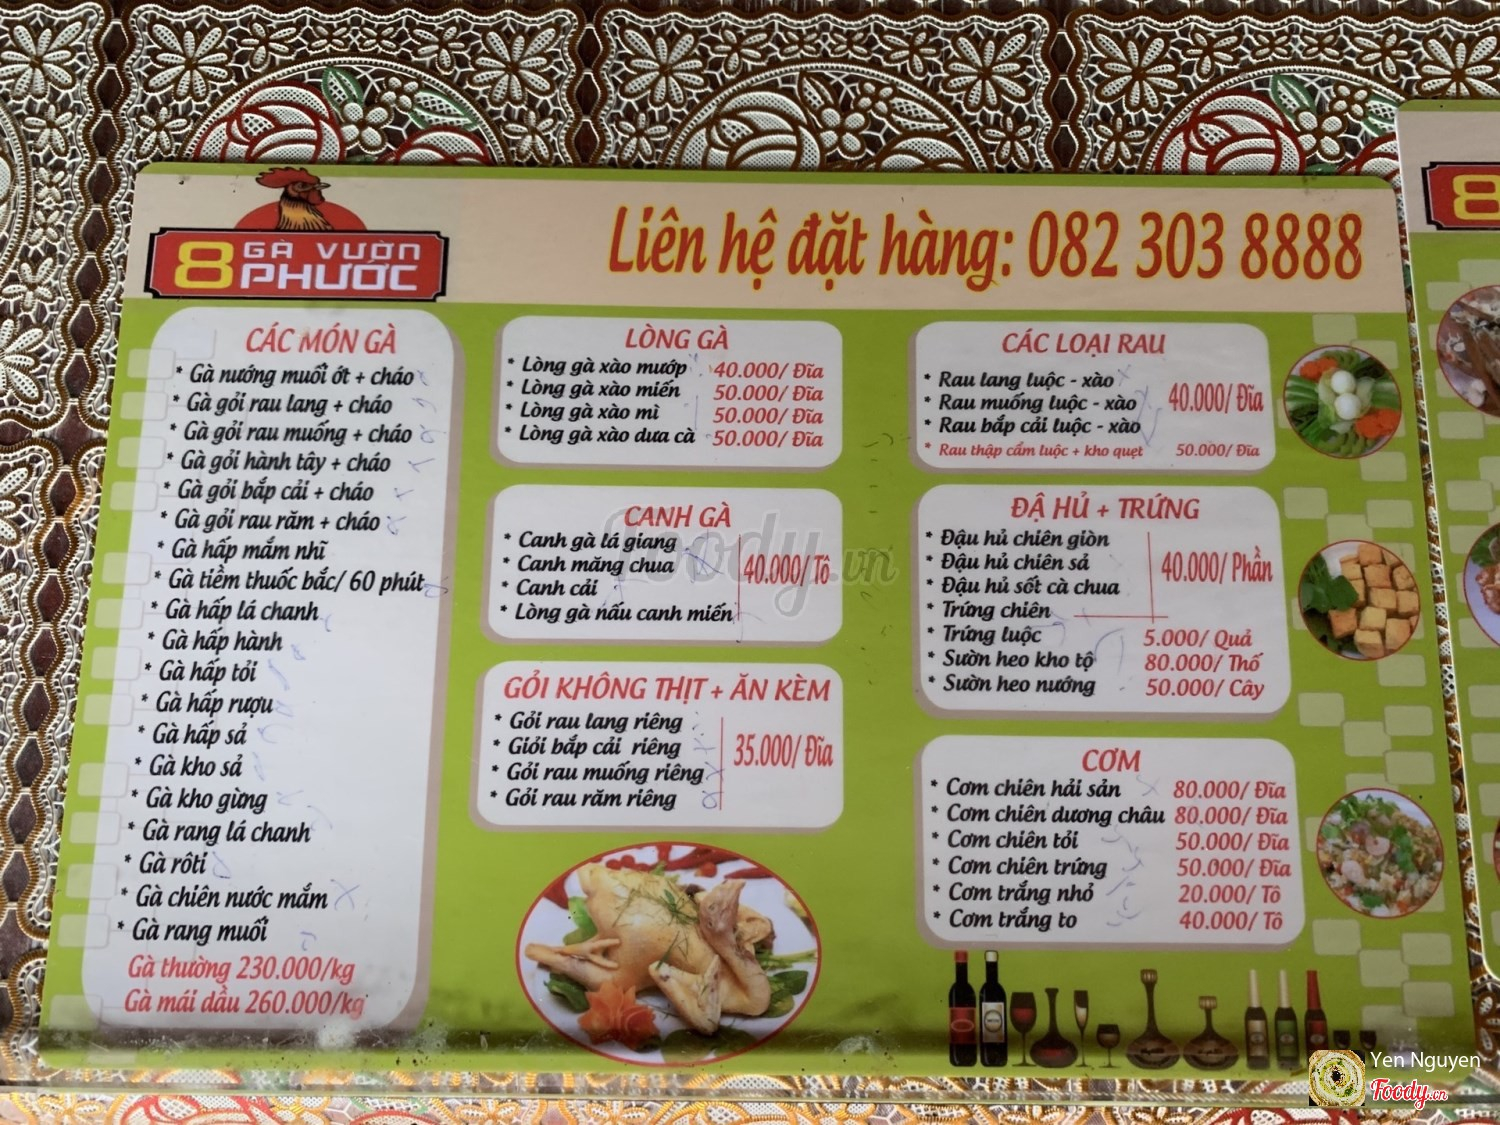 8 GÀ VƯỜN
PHƯỚC
Liên hệ đặt hàng: 082 303 8888
CÁC MÓN GÀ
* Gà nướng muối ớt + cháo
* Gà gỏi rau lang + cháo
* Gà gỏi rau muống + cháo
* Gà gỏi hành tây + cháo
* Gà gỏi bắp cải + cháo
* Gà gỏi rau răm + cháo
* Gà hấp mắm nhĩ
* Gà tiềm thuốc bắc/ 60 phút
* Gà hấp lá chanh
* Gà hấp hành
* Gà hấp tỏi
* Gà hấp rượu
* Gà hấp sả
* Gà kho sả
* Gà kho gừng
* Gà rang lá chanh
* Gà rôti
* Gà chiên nước mắm
* Gà rang muối
Gà thường 230.000/kg
Gà mái dầu 260.000/kg
LÒNG GÀ
* Lòng gà xào mướp 40.000/ Đĩa
* Lòng gà xào miến 50.000/ Đĩa
* Lòng gà xào mì 50.000/ Đĩa
* Lòng gà xào dưa cà 50.000/ Đĩa
CANH GÀ
* Canh gà lá giang
* Canh măng chua
* Canh cải
* Lòng gà nấu canh miến
40.000/ Tô
GỎI KHÔNG THỊT + ĂN KÈM
* Gỏi rau lang riêng
* Giỏi bắp cải riêng
* Gỏi rau muống riêng
* Gỏi rau răm riêng
35.000/ Đĩa
CÁC LOẠI RAU
* Rau lang luộc - xào
* Rau muống luộc - xào
* Rau bắp cải luộc - xào
40.000/ Đĩa
* Rau thập cẩm luộc + kho quẹt 50.000/ Đĩa
ĐẬ HỦ + TRỨNG
* Đậu hủ chiên giòn
* Đậu hủ chiên sả
* Đậu hủ sốt cà chua
* Trứng chiên
40.000/ Phần
* Trứng luộc 5.000/ Quả
* Sườn heo kho tộ 80.000/ Thố
* Sườn heo nướng 50.000/ Cây
CƠM
* Cơm chiên hải sản 80.000/ Đĩa
* Cơm chiên dương châu 80.000/ Đĩa
* Cơm chiên tỏi 50.000/ Đĩa
* Cơm chiên trứng 50.000/ Đĩa
* Cơm trắng nhỏ 20.000/ Tô
* Cơm trắng to 40.000/ Tô
8
Foody.vn
Yen Nguyen
Foody.vn